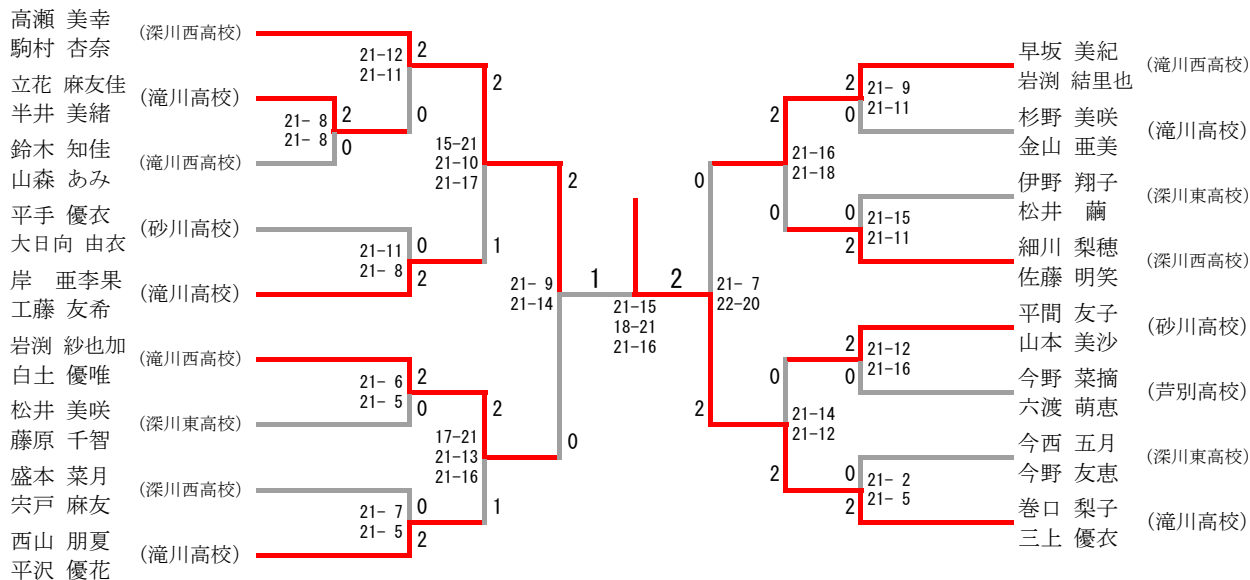 高瀬 美幸
駒村 杏奈
(深川西高校)
立花 麻友佳
半井 美緒
(滝川高校)
鈴木 知佳
山森 あみ
(滝川西高校)
平手 優衣
大日向 由衣
(砂川高校)
岸 亜李果
工藤 友希
(滝川高校)
岩渕 紗也加
白土 優唯
(滝川西高校)
松井 美咲
藤原 千智
(深川東高校)
盛本 菜月
宍戸 麻友
(深川西高校)
西山 朋夏
平沢 優花
(滝川高校)
21-12
21-11
2
0
21- 8
21- 8
2
0
15-21
21-10
21-17
2
1
21-11
21- 8
0
2
21- 9
21-14
2
0
21- 6
21- 5
2
0
17-21
21-13
21-16
2
1
21- 7
21- 5
0
2
1
2
21-15
18-21
21-16
21- 7
22-20
0
2
21-16
21-18
2
0
21- 9
21-11
2
0
21-15
21-11
0
2
21-14
21-12
0
2
21-12
21-16
2
0
21- 2
21- 5
0
2
早坂 美紀
岩渕 結里也
(滝川西高校)
杉野 美咲
金山 亜美
(滝川高校)
伊野 翔子
松井 繭
(深川東高校)
細川 梨穂
佐藤 明笑
(深川西高校)
平間 友子
山本 美沙
(砂川高校)
今野 菜摘
六渡 萌恵
(芦別高校)
今西 五月
今野 友恵
(深川東高校)
巻口 梨子
三上 優衣
(滝川高校)